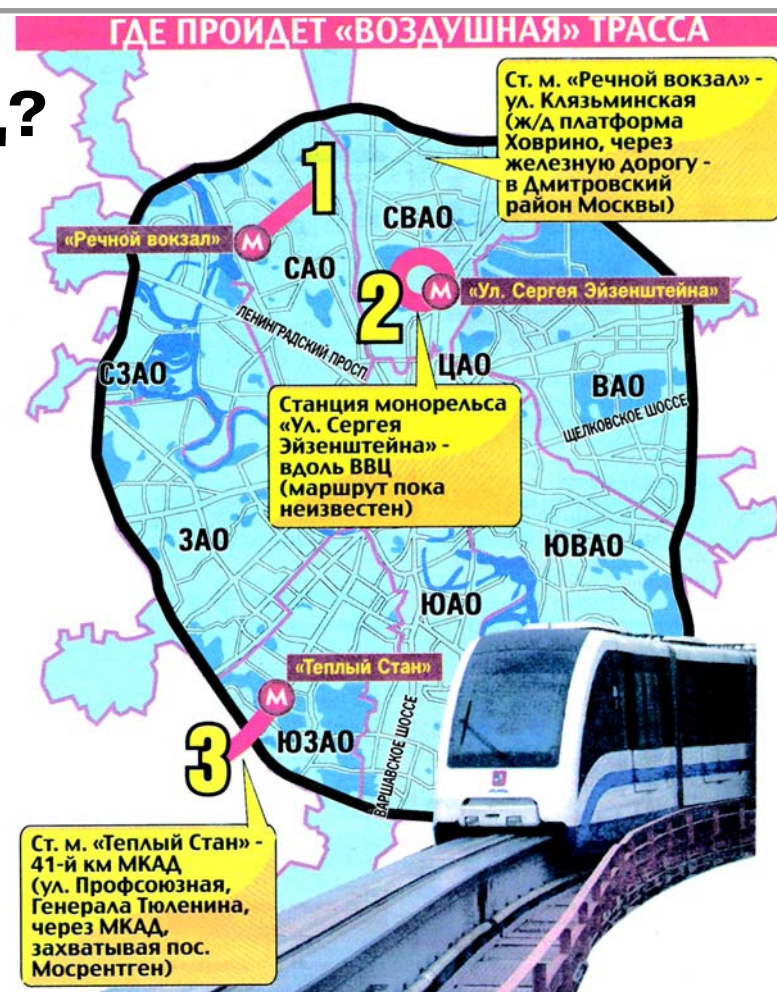 ГДЕ ПРОЙДЕТ «ВОЗДУШНАЯ» ТРАССА
?
Ст. м. «Речной вокзал» -
ул. Клязьминская
(ж/д платформа
Ховрино, через
железную дорогу -
в Дмитровский
район Москвы)
1
СВАО
«Речной вокзал»
М
САО
2
М
«Ул. Сергея Эйзенштейна»
ЛЕНИНГРАДСКИЙ ПРОСП.
СЗАО
ЦАО
ВАО
ЩЕЛКОВСКОЕ ШОССЕ
Станция монорельса
«Ул. Сергея
Эйзенштейна» -
вдоль ВВЦ
(маршрут пока
неизвестен)
ЗАО
ЮВАО
ЮАО
«Теплый Стан»
М
3
ЮЗАО
ВАРШАВСКОЕ ШОССЕ
Ст. м. «Теплый Стан» -
41-й км МКАД
(ул. Профсоюзная,
Генерала Тюленина,
через МКАД,
захватывая пос.
Мосрентген)